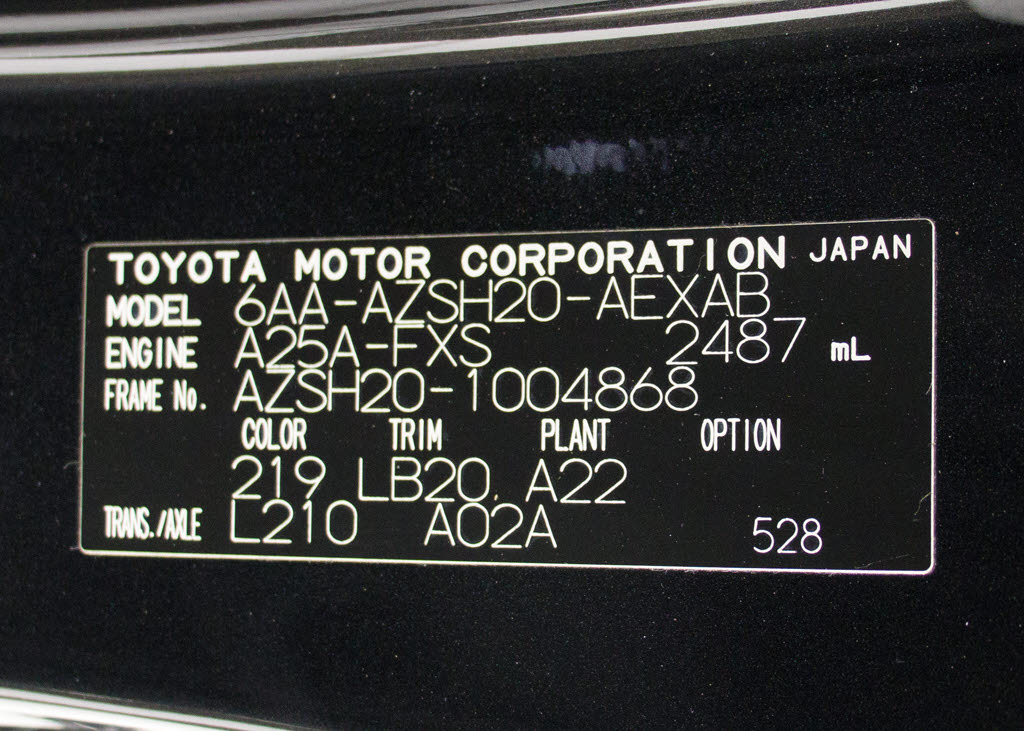 TOYOTA MOTOR CORPORATION JAPAN
MODEL 6AA-AZSH20-AEXAB
ENGINE A25A-FXS 2487 mL
FRAME No. AZSH20-1004868
COLOR TRIM PLANT OPTION
219 LB20 A22
TRANS./AXLE L210 A02A 528